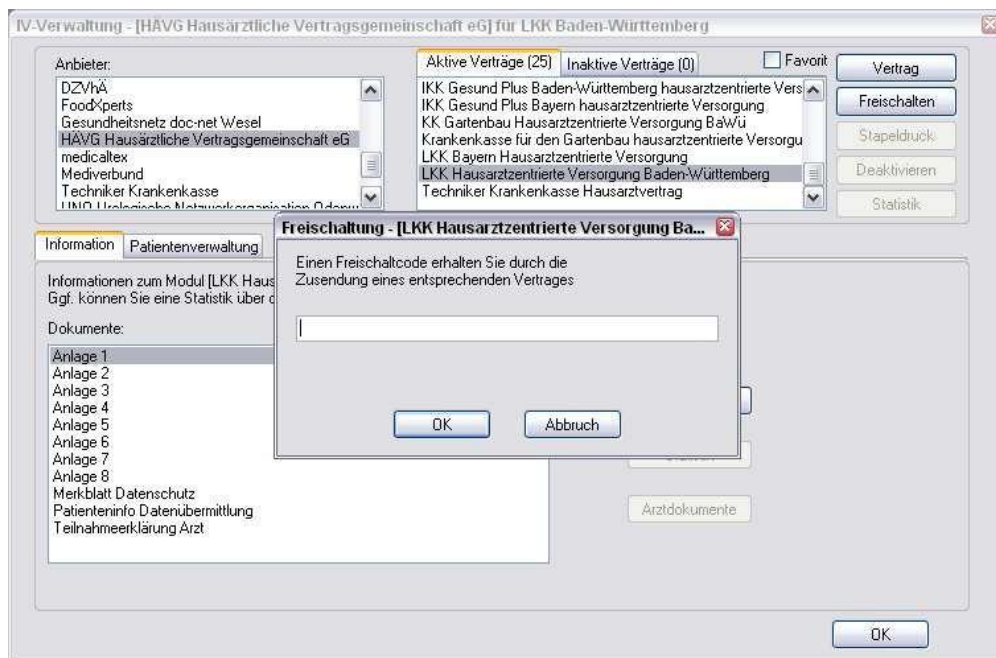 IV-Verwaltung - [HÄVG Hausärztliche Vertragsgemeinschaft eG] für LKK Baden-Württemberg
Anbieter:
DZVhÄ
FoodXperts
Gesundheitsnetz doc-net Wesel
HÄVG Hausärztliche Vertragsgemeinschaft eG
medicaltex
Mediverbund
Techniker Krankenkasse
Aktive Verträge (25)
Inaktive Verträge (0)
Favorit
IKK Gesund Plus Baden-Württemberg hausarztzentrierte Vers
IKK Gesund Plus Bayern hausarztzentrierte Versorgung
KK Gartenbau Hausarztzentrierte Versorgung BaWü
Krankenkasse für den Gartenbau hausarztzentrierte Versorgu
LKK Bayern Hausarztzentrierte Versorgung
LKK Hausarztzentrierte Versorgung Baden-Württemberg
Techniker Krankenkasse Hausarztvertrag
Vertrag
Freischalten
Stapeldruck
Deaktivieren
Statistik
Information
Patientenverwaltung
Informationen zum Modul [LKK Haus
Ggf. können Sie eine Statistik über
Dokumente:
Anlage 1
Anlage 2
Anlage 3
Anlage 4
Anlage 5
Anlage 6
Anlage 7
Anlage 8
Merkblatt Datenschutz
Patienteninfo Datenübermittlung
Teilnahmeerklärung Arzt
Freischaltung - [LKK Hausarztzentrierte Versorgung Ba...
Einen Freischaltcode erhalten Sie durch die
Zusendung eines entsprechenden Vertrages
OK
Abbruch
Arztdokumente
OK